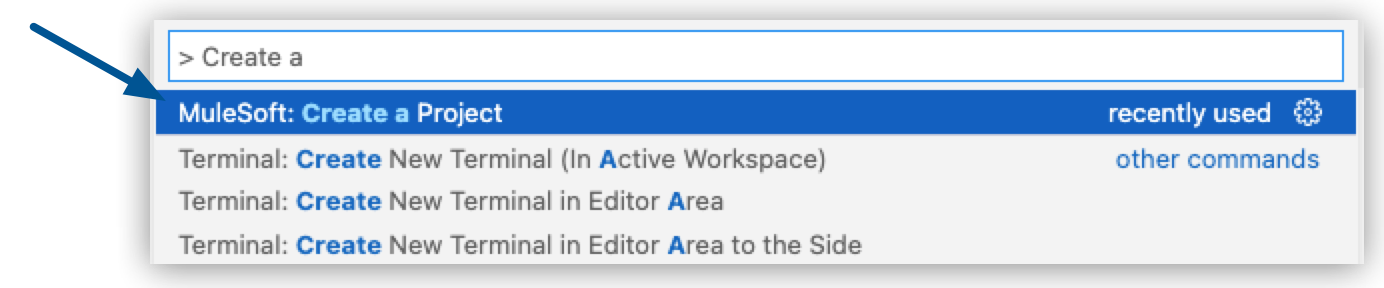 > Create a
MuleSoft: Create a Project recently used
Terminal: Create New Terminal (In Active Workspace) other commands
Terminal: Create New Terminal in Editor Area
Terminal: Create New Terminal in Editor Area to the Side